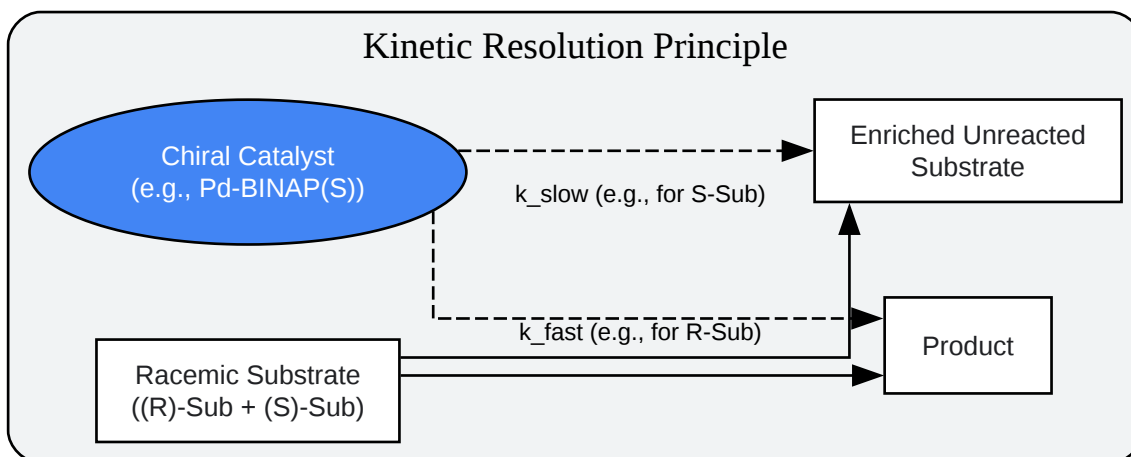 Kinetic Resolution Principle
Chiral Catalyst
(e.g., Pd-BINAP(S))
Enriched Unreacted
Substrate
k_slow (e.g., for S-Sub)
k_fast (e.g., for R-Sub)
Product
Racemic Substrate
((R)-Sub + (S)-Sub)